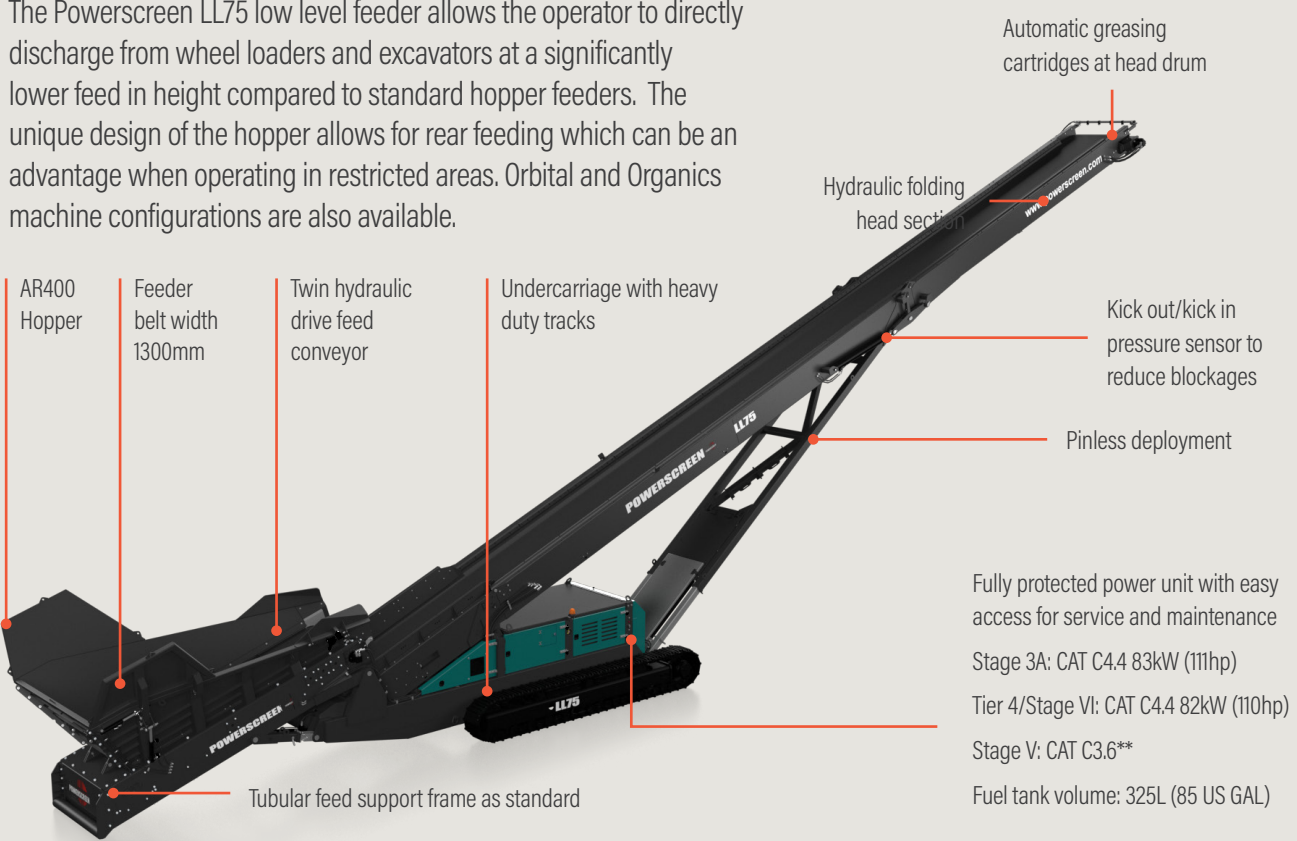 The Powerscreen LL75 low level feeder allows the operator to directly
discharge from wheel loaders and excavators at a significantly
lower feed in height compared to standard hopper feeders. The
unique design of the hopper allows for rear feeding which can be an
advantage when operating in restricted areas. Orbital and Organics
machine configurations are also available.
Automatic greasing
cartridges at head drum
Hydraulic folding
head section
www.powerscreen.com
AR400
Hopper
Feeder
belt width
1300mm
Twin hydraulic
drive feed
conveyor
Undercarriage with heavy
duty tracks
Kick out/kick in
pressure sensor to
reduce blockages
Pinless deployment
LL75
POWERSCREEN
Fully protected power unit with easy
access for service and maintenance
Stage 3A: CAT C4.4 83kW (111hp)
Tier 4/Stage VI: CAT C4.4 82kW (110hp)
Stage V: CAT C3.6**
Fuel tank volume: 325L (85 US GAL)
LL75
POWERSCREEN
POWERSCREEN
Tubular feed support frame as standard